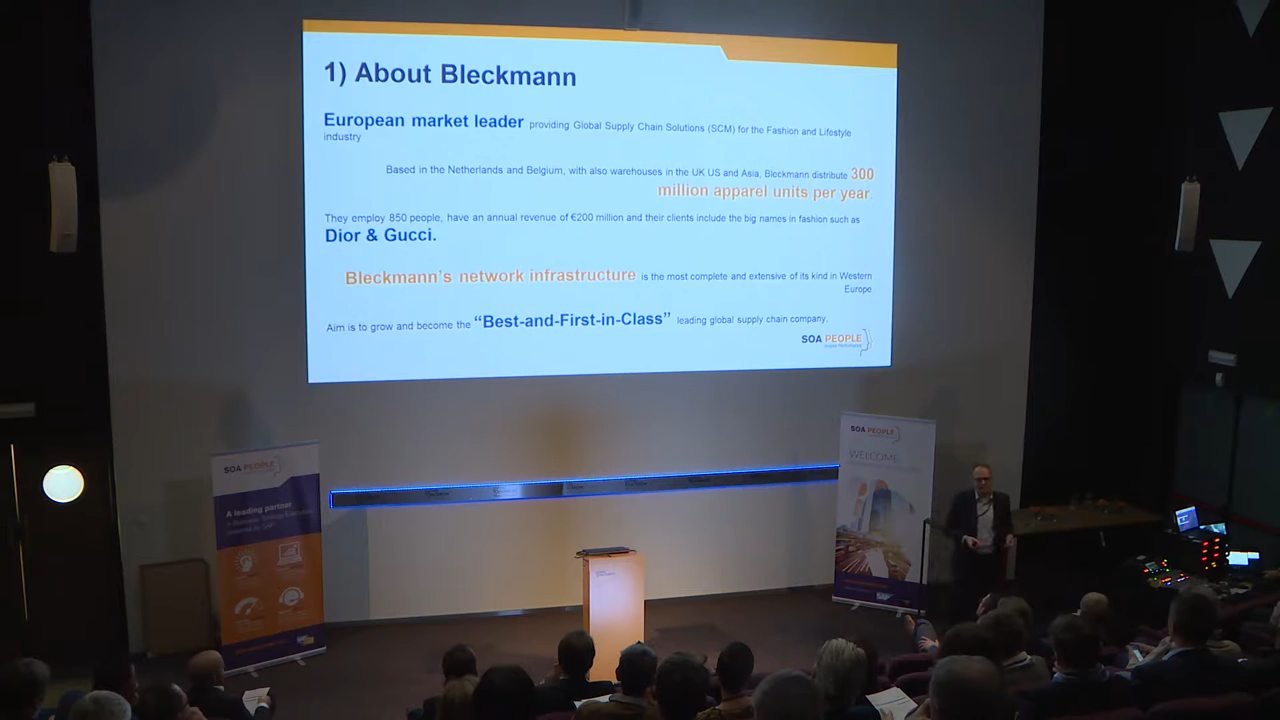 1) About Bleckmann
European market leader providing Global Supply Chain Solutions (SCM) for the Fashion and Lifestyle
industry
Based in the Netherlands and Belgium, with also warehouses in the UK US and Asia, Bleckmann distribute 300
million apparel units per year.
They employ 850 people, have an annual revenue of €200 million and their clients include the big names in fashion such as
Dior & Gucci.
Bleckmann's network infrastructure is the most complete and extensive of its kind in Western
Europe
Aim is to grow and become the “Best-and-First-in-Class” leading global supply chain company.
SOA PEOPLE
SOA PEOPLE
A leading partner
SOA PEOPLE
WELCOME